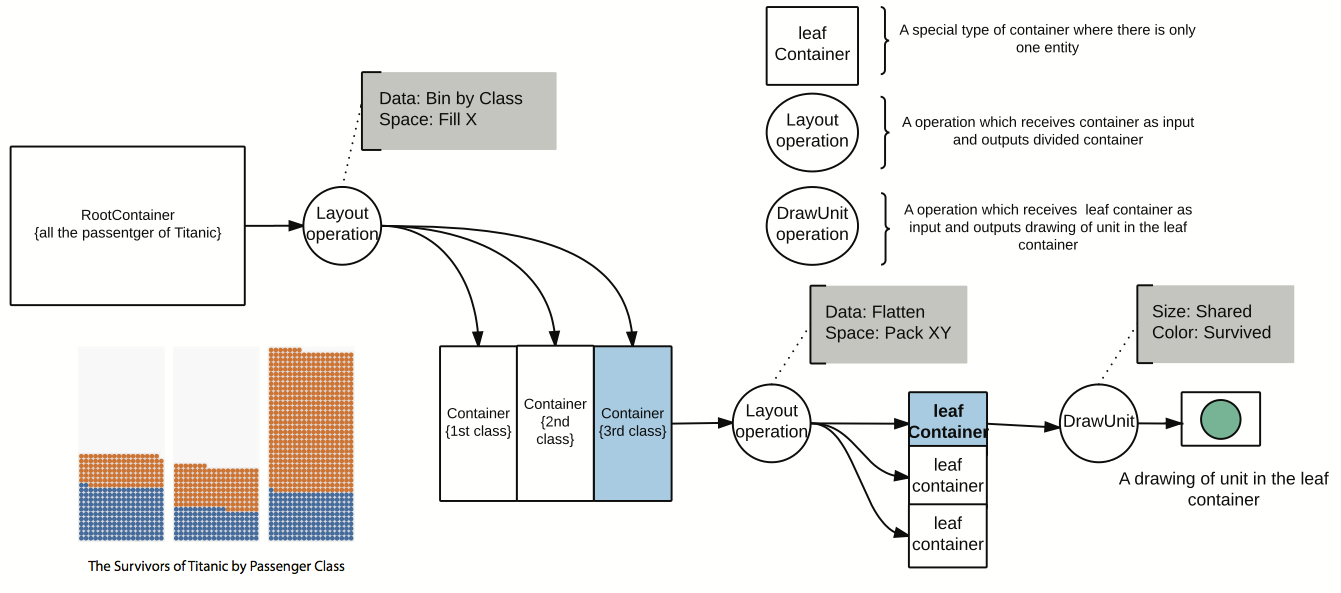 leaf
Container
A special type of container where there is only
one entity
Data: Bin by Class
Space: Fill X
Layout
operation
A operation which receives container as input
and outputs divided container
RootContainer
{all the passentger of Titanic}
Layout
operation
DrawUnit
operation
A operation which receives leaf container as
input and outputs drawing of unit in the leaf
container
Data: Flatten
Space: Pack XY
Size: Shared
Color: Survived
Container
{1st class}
Container
{2nd
class}
Container
{3rd class}
Layout
operation
leaf
Container
leaf
container
leaf
container
DrawUnit
A drawing of unit in the leaf
container
The Survivors of Titanic by Passenger Class